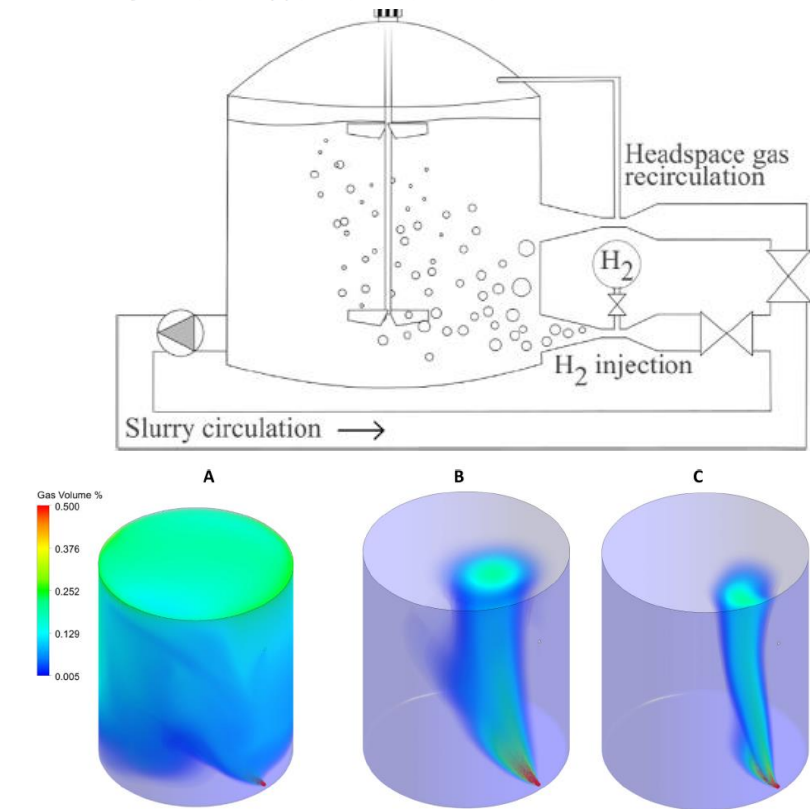 Headspace gas
recirculation
H2
H2 injection
Slurry circulation
A
B
C
Gas Volume %
0.500
0.376
0.252
0.129
0.005